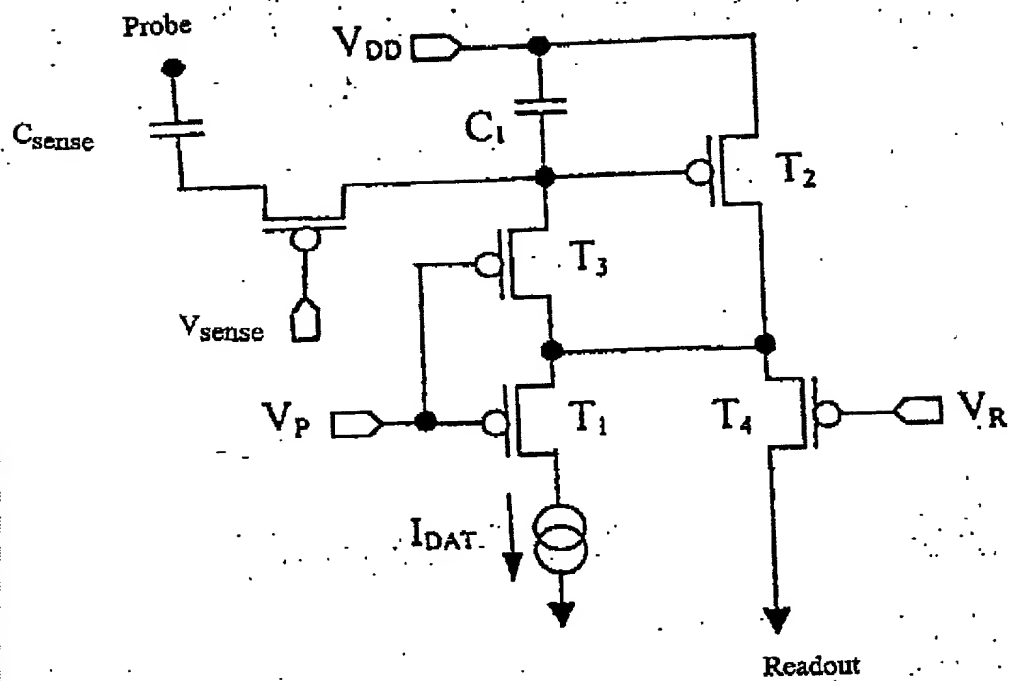 Probe
VDD
Csense
C1
T2
T3
Vsense
VP
T1
T4
VR
IDAT
Readout